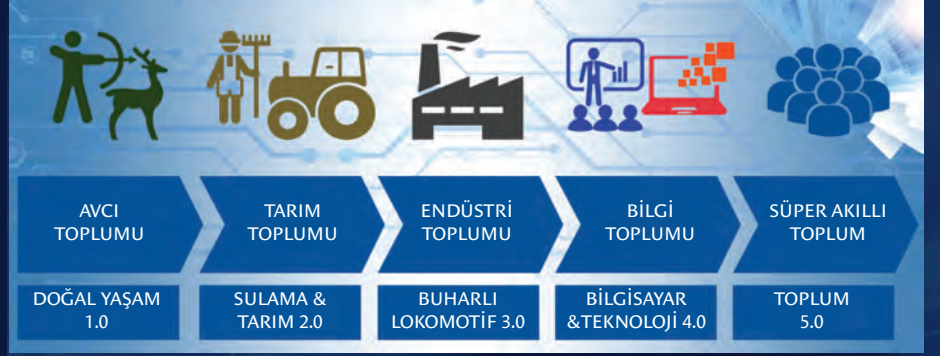 AVCI
TOPLUMU
TARIM
TOPLUMU
ENDÜSTRİ
TOPLUMU
BİLGİ
TOPLUMU
SÜPER AKILLI
TOPLUM
DOĞAL YAŞAM
1.0
SULAMA &
TARIM 2.0
BUHARLI
LOKOMOTİF 3.0
BİLGİSAYAR
&TEKNOLOJİ 4.0
TOPLUM
5.0